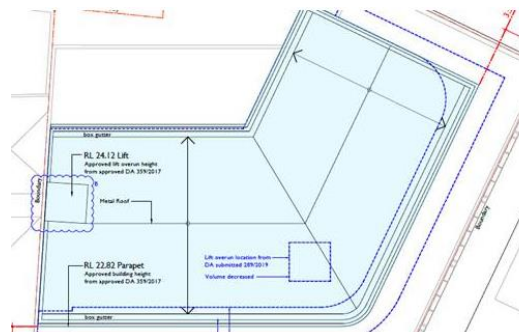 box gutter
RL 24.12 Lift
Approved lift overun height
from approved DA 359/2017
B
Boundary
Metal Roof
Lift overun location from
DA submitted 289/2019
Volume decreased
RL 22.82 Parapet
Approved building height
from approved DA 359/2017
box gutter
Boundary